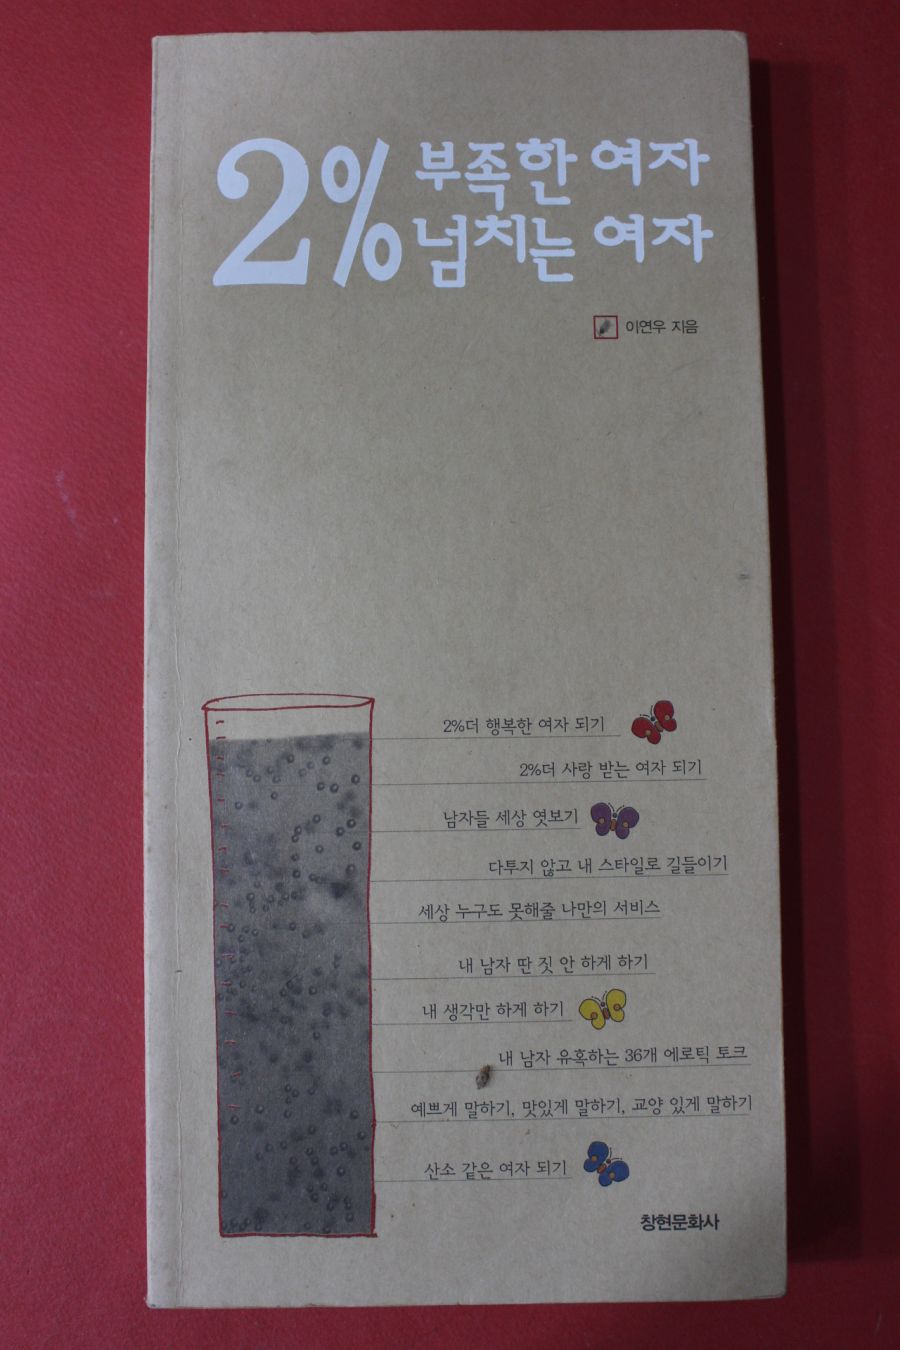 2% 부족한 여자
넘치는 여자
이연우 지음
2%더 행복한 여자 되기
2%더 사랑 받는 여자 되기
남자들 세상 엿보기
다투지 않고 내 스타일로 길들이기
세상 누구도 못해줄 나만의 서비스
내 남자 딴 짓 안 하게 하기
내 생각만 하게 하기
내 남자 유혹하는 36개 에로틱 토크
예쁘게 말하기, 맛있게 말하기, 교양 있게 말하기
산소 같은 여자 되기
창현문화사